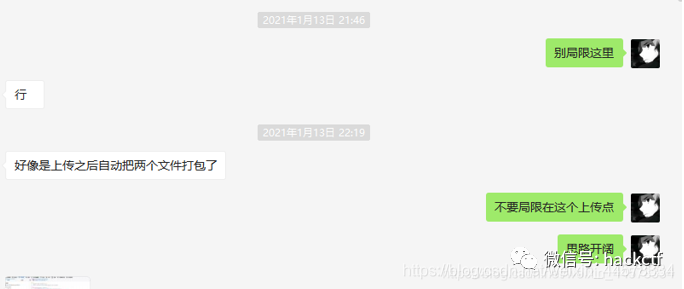 2021年1月13日 21:46
别局限这里
行
2021年1月13日 22:19
好像是上传之后自动把两个文件打包了
不要局限在这个上传点
思路开阔
微信号: hackctf